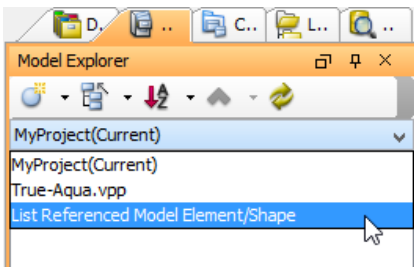 D..
..
C..
L..
..
Model Explorer
MyProject(Current)
MyProject(Current)
True-Aqua.vpp
List Referenced Model Element/Shape